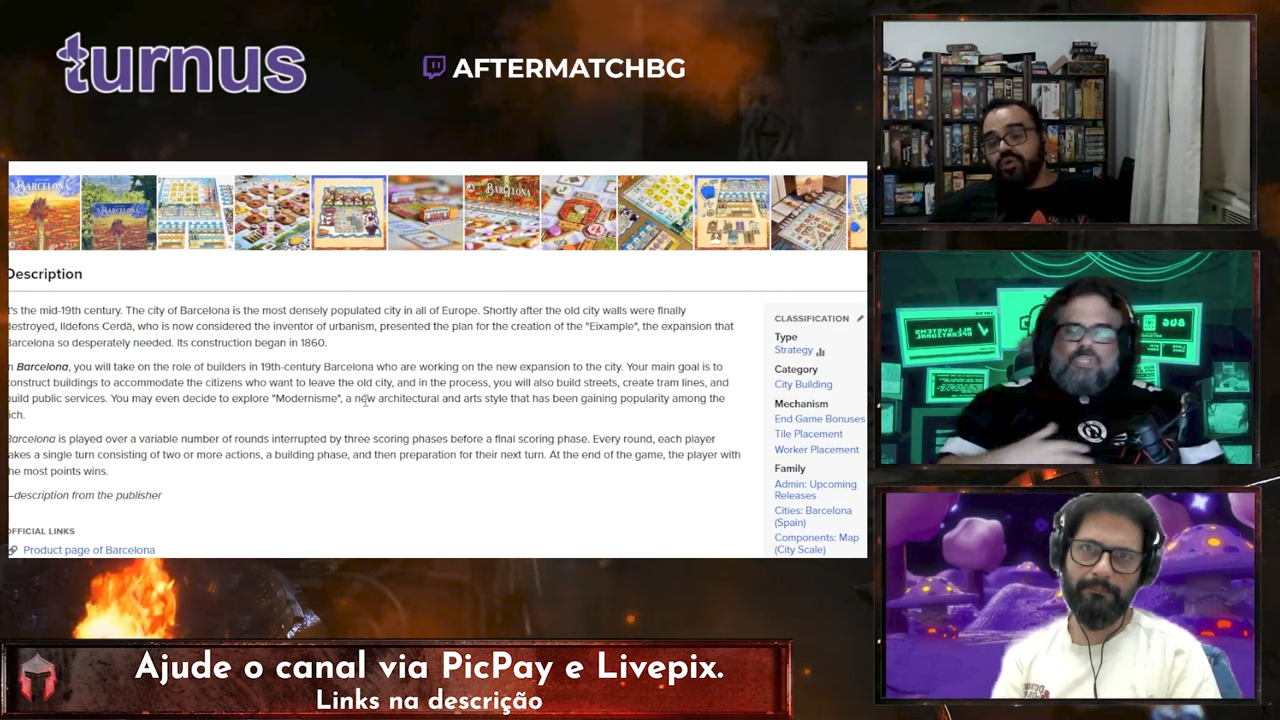 turnus
AFTERMATCHBG
BARCELONA
BARCELONA
BARCELONA
Description
t's the mid-19th century. The city of Barcelona is the most densely populated city in all of Europe. Shortly after the old city walls were finally
destroyed, Ildefons Cerdà, who is now considered the inventor of urbanism, presented the plan for the creation of the "Eixample", the expansion that
Barcelona so desperately needed. Its construction began in 1860.
n Barcelona, you will take on the role of builders in 19th-century Barcelona who are working on the new expansion to the city. Your main goal is to
construct buildings to accommodate the citizens who want to leave the old city, and in the process, you will also build streets, create tram lines, and
build public services. You may even decide to explore "Modernisme", a new architectural and arts style that has been gaining popularity among the
rich.
Barcelona is played over a variable number of rounds interrupted by three scoring phases before a final scoring phase. Every round, each player
takes a single turn consisting of two or more actions, a building phase, and then preparation for their next turn. At the end of the game, the player with
the most points wins.
—description from the publisher
OFFICIAL LINKS
Product page of Barcelona
CLASSIFICATION
Type
Strategy
Category
City Building
Mechanism
End Game Bonuses
Tile Placement
Worker Placement
Family
Admin: Upcoming
Releases
Cities: Barcelona
(Spain)
Components: Map
(City Scale)
ALL SYSTEMS
OPERATIONAL
Ajude o canal via PicPay e Livepix.
Links na descrição